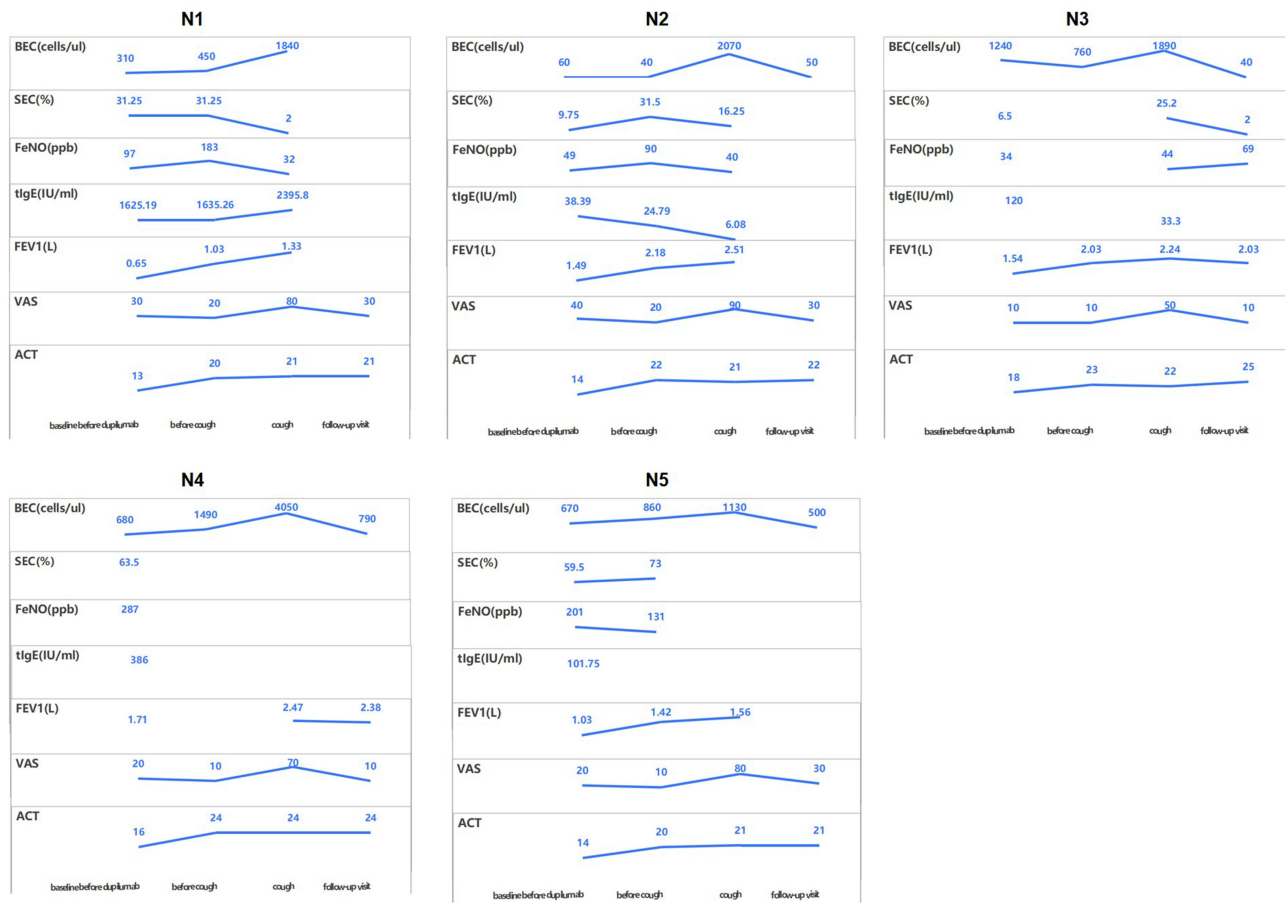 N1
BEC(cells/ul)
310 450 1840
SEC(%)
31.25 31.25 2
FeNO(ppb)
97 183 32
tIgE(IU/ml)
1625.19 1635.26 2395.8
FEV1(L)
0.65 1.03 1.33
VAS
30 20 80 30
ACT
13 20 21 21
baseline before dupilumab before cough cough follow-up visit
N2
BEC(cells/ul)
60 40 2070 50
SEC(%)
9.75 31.5 16.25
FeNO(ppb)
49 90 40
tIgE(IU/ml)
38.39 24.79 6.08
FEV1(L)
1.49 2.18 2.51
VAS
40 20 90 30
ACT
14 22 21 22
baseline before dupilumab before cough cough follow-up visit
N3
BEC(cells/ul)
1240 760 1890 40
SEC(%)
6.5 25.2 2
FeNO(ppb)
34 44 69
tIgE(IU/ml)
120 33.3
FEV1(L)
1.54 2.03 2.24 2.03
VAS
10 10 50 10
ACT
18 23 22 25
baseline before dupilumab before cough cough follow-up visit
N4
BEC(cells/ul)
680 1490 4050 790
SEC(%)
63.5
FeNO(ppb)
287
tIgE(IU/ml)
386
FEV1(L)
1.71 2.47 2.38
VAS
20 10 70 10
ACT
16 24 24 24
baseline before dupilumab before cough cough follow-up visit
N5
BEC(cells/ul)
670 860 1130 500
SEC(%)
59.5 73
FeNO(ppb)
201 131
tIgE(IU/ml)
101.75
FEV1(L)
1.03 1.42 1.56
VAS
20 10 80 30
ACT
14 20 21 21
baseline before dupilumab before cough cough follow-up visit